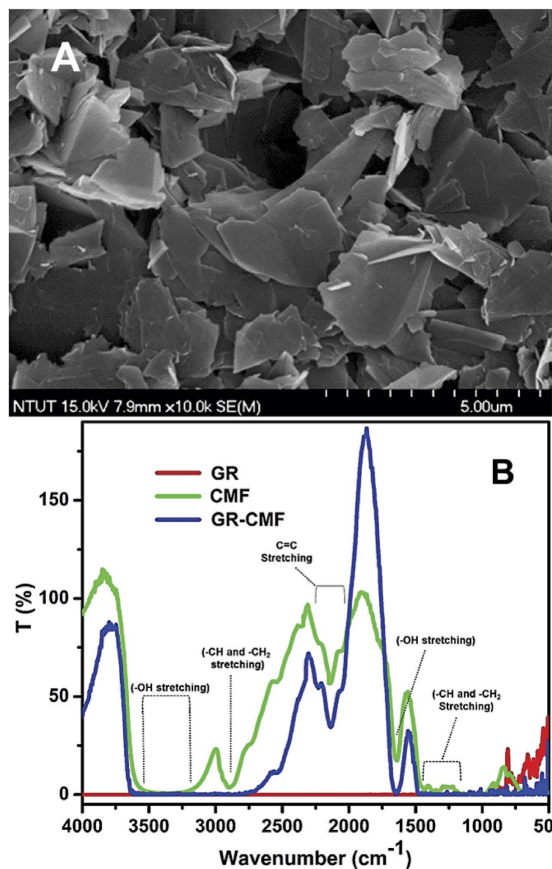 A
NTUT 15.0kV 7.9mm x10.0k SE(M)
5.00um
B
GR
CMF
GR-CMF
C=C
Stretching
(-OH stretching)
(-CH and -CH2
stretching)
(-OH stretching)
(-CH and -CH2
Stretching)
T (%)
150
100
50
0
4000 3500 3000 2500 2000 1500 1000 50
Wavenumber (cm-1)